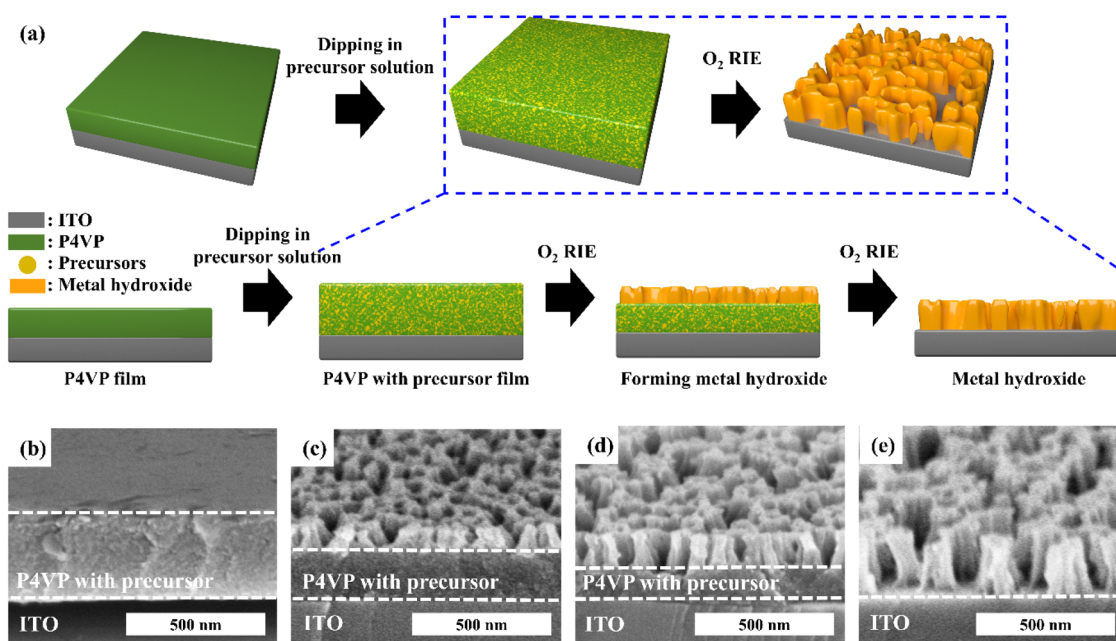 (a)
Dipping in
precursor solution
O2 RIE
: ITO
: P4VP
: Precursors
: Metal hydroxide
Dipping in
precursor solution
O2 RIE
O2 RIE
P4VP film
P4VP with precursor film
Forming metal hydroxide
Metal hydroxide
(b)
P4VP with precursor
ITO
500 nm
(c)
P4VP with precursor
ITO
500 nm
(d)
P4VP with precursor
ITO
500 nm
(e)
ITO
500 nm